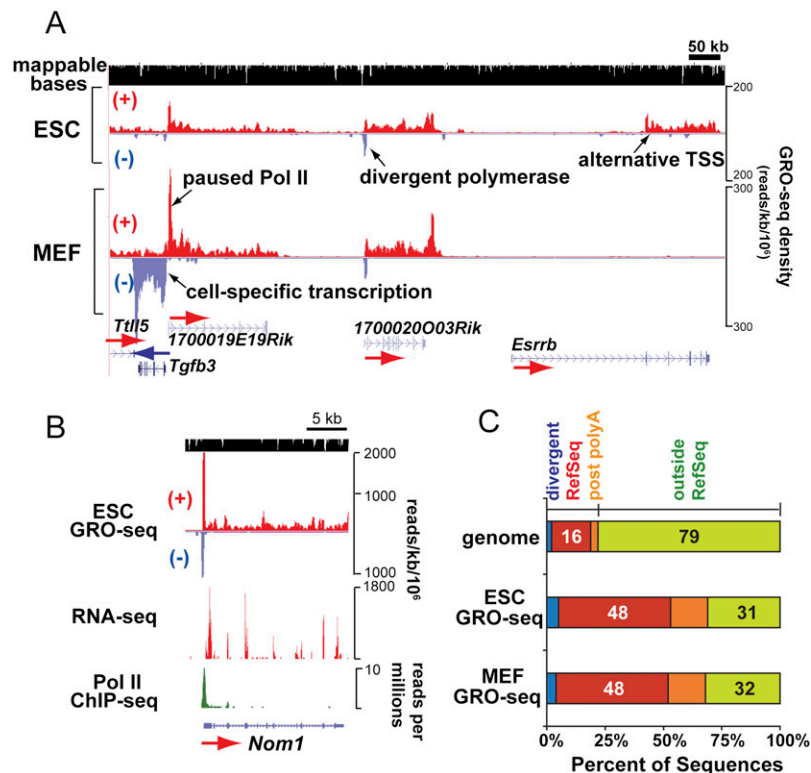 A
50 kb
mappable
bases
(+)
ESC
(-)
200
200
paused Pol II
divergent polymerase
alternative TSS
GRO-seq density
(reads/kb/10⁶)
300
(+)
MEF
(-)
cell-specific transcription
300
Ttll5
1700019E19Rik
1700020O03Rik
Esrrb
Tgfb3
B
5 kb
2000
(+)
1000
ESC
GRO-seq
(-)
1000
reads/kb/10⁶
1800
RNA-seq
10
Pol II
ChIP-seq
reads per
millions
Nom1
C
divergent
RefSeq
post polyA
outside
RefSeq
genome
16
79
ESC
GRO-seq
48
31
MEF
GRO-seq
48
32
0%
25%
50%
75%
100%
Percent of Sequences